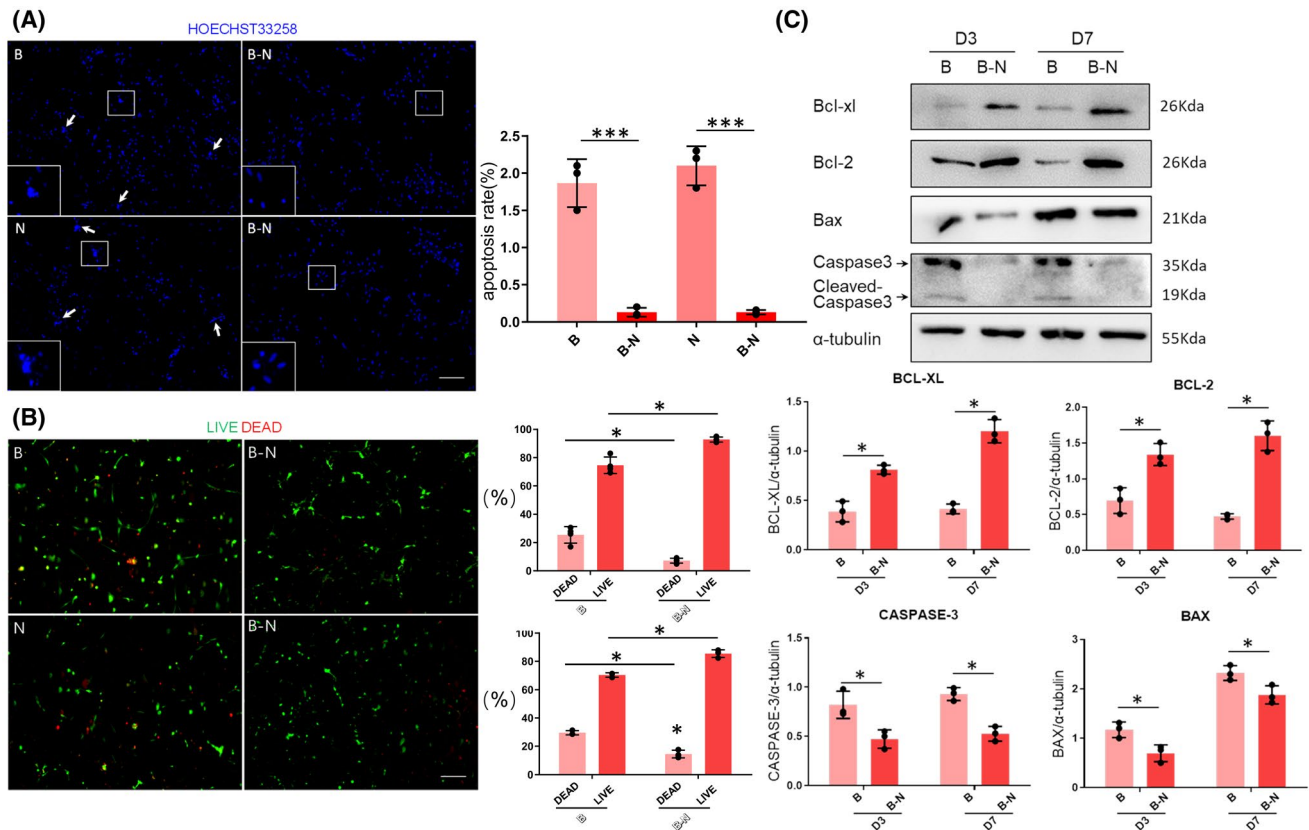 (A)
HOECHST33258
B
B-N
N
B-N
apoptosis rate(%)
2.5
2.0
1.5
1.0
0.5
0.0
***
***
B
B-N
N
B-N
(B)
LIVE DEAD
B
B-N
N
B-N
(%)
100
80
60
40
20
0
*
*
DEAD
LIVE
DEAD
LIVE
B
B-N
(%)
100
80
60
40
20
0
*
*
*
DEAD
LIVE
DEAD
LIVE
B
B-N
(C)
D3 D7
B B-N B B-N
Bcl-xl 26Kda
Bcl-2 26Kda
Bax 21Kda
Caspase3 35Kda
Cleaved-
Caspase3 19Kda
α-tubulin 55Kda
BCL-XL
BCL-XL/α-tubulin
1.5
1.0
0.5
0.0
*
*
B
B-N
B
B-N
D3
D7
BCL-2
BCL-2/α-tubulin
2.0
1.5
1.0
0.5
0.0
*
*
B
B-N
B
B-N
D3
D7
CASPASE-3
CASPASE-3/α-tubulin
1.5
1.0
0.5
0.0
*
*
B
B-N
B
B-N
D3
D7
BAX
BAX/α-tubulin
3
2
1
0
*
*
B
B-N
B
B-N
D3
D7